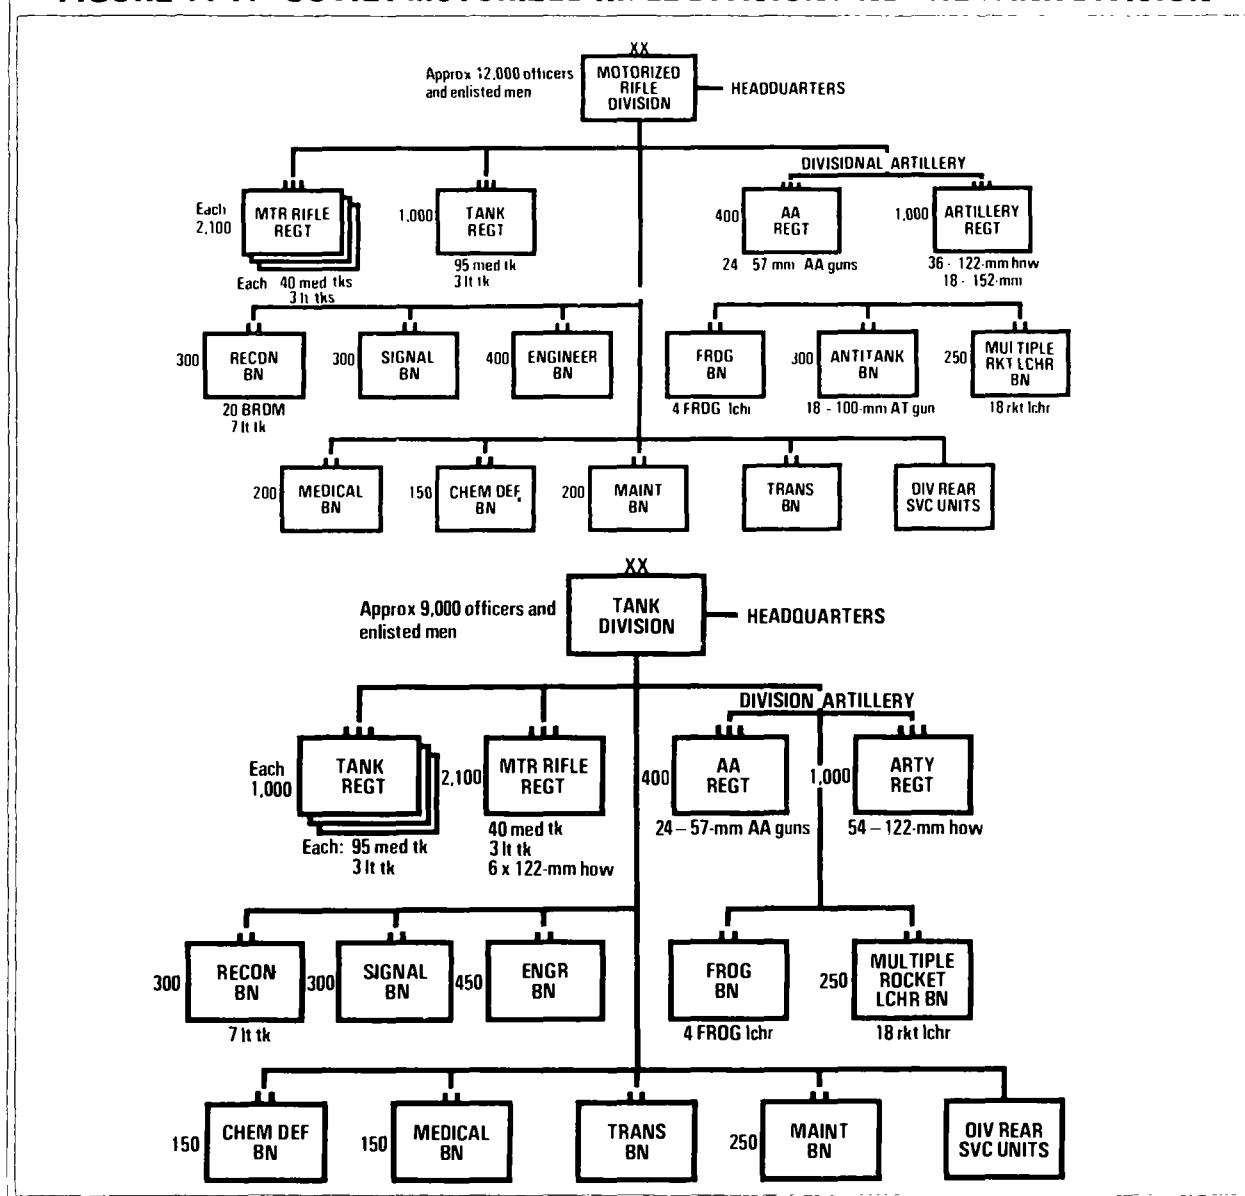 XX
Approx 12,000 officers
and enlisted men
MOTORIZED
RIFLE
DIVISION
HEADQUARTERS
DIVISIONAL ARTILLERY
Each
2,100
MTR RIFLE
REGT
Each 40 med tks
3 lt tks
1,000
TANK
REGT
95 med tk
3 lt tk
400
AA
REGT
24 57 mm AA guns
1,000
ARTILLERY
REGT
36 - 122-mm how
18 - 152-mm
300
RECON
BN
20 BRDM
7 lt tk
300
SIGNAL
BN
400
ENGINEER
BN
FROG
BN
4 FROG lchr
300
ANTITANK
BN
18 - 100-mm AT gun
250
MULTIPLE
RKT LCHR
BN
18 rkt lchr
200
MEDICAL
BN
150
CHEM DEF
BN
200
MAINT
BN
TRANS
BN
DIV REAR
SVC UNITS
XX
Approx 9,000 officers and
enlisted men
TANK
DIVISION
HEADQUARTERS
DIVISION ARTILLERY
Each
1,000
TANK
REGT
Each: 95 med tk
3 lt tk
2,100
MTR RIFLE
REGT
40 med tk
3 lt tk
6 x 122-mm how
400
AA
REGT
24 – 57-mm AA guns
1,000
ARTY
REGT
54 – 122-mm how
300
RECON
BN
7 lt tk
300
SIGNAL
BN
450
ENGR
BN
FROG
BN
4 FROG lchr
250
MULTIPLE
ROCKET
LCHR BN
18 rkt lchr
150
CHEM DEF
BN
150
MEDICAL
BN
TRANS
BN
250
MAINT
BN
DIV REAR
SVC UNITS